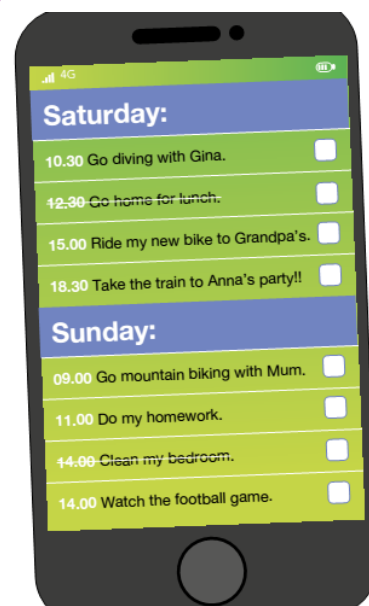 4G
Saturday:
10.30 Go diving with Gina.
12.30 Go home for lunch.
15.00 Ride my new bike to Grandpa's.
18.30 Take the train to Anna's party!!
Sunday:
09.00 Go mountain biking with Mum.
11.00 Do my homework.
14.00 Clean my bedroom.
14.00 Watch the football game.